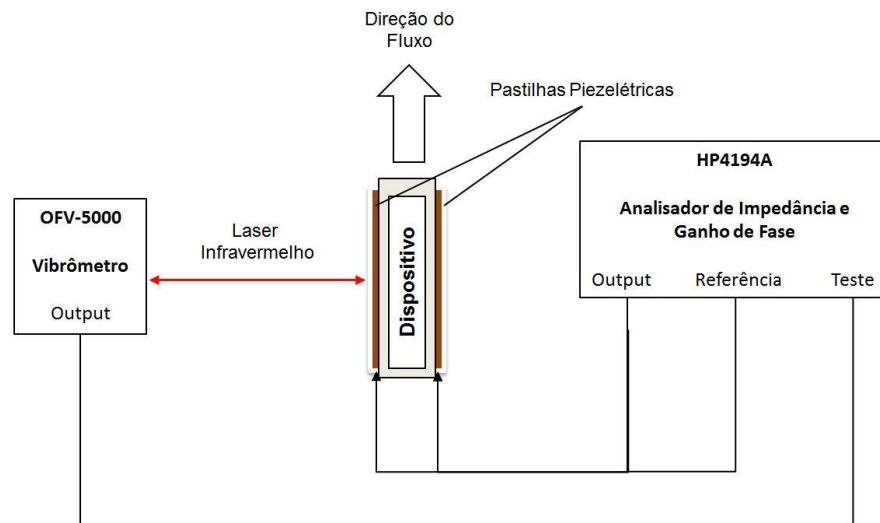 Direção do
Fluxo
Pastilhas Piezelétricas
HP4194A
Analisador de Impedância e
Ganho de Fase
Output
Referência
Teste
OFV-5000
Vibrômetro
Output
Laser
Infravermelho
Dispositivo